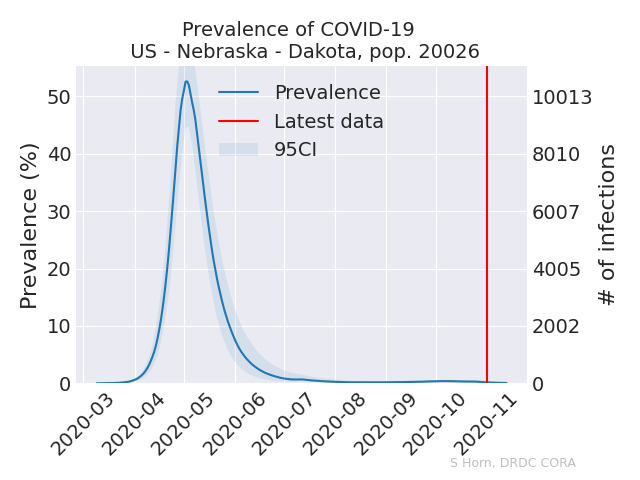 Prevalence of COVID-19
US - Nebraska - Dakota, pop. 20026
Prevalence
Latest data
95CI
Prevalence (%)
50
40
30
20
10
0
# of infections
10013
8010
6007
4005
2002
0
2020-03
2020-04
2020-05
2020-06
2020-07
2020-08
2020-09
2020-10
2020-11
S Horn, DRDC CORA